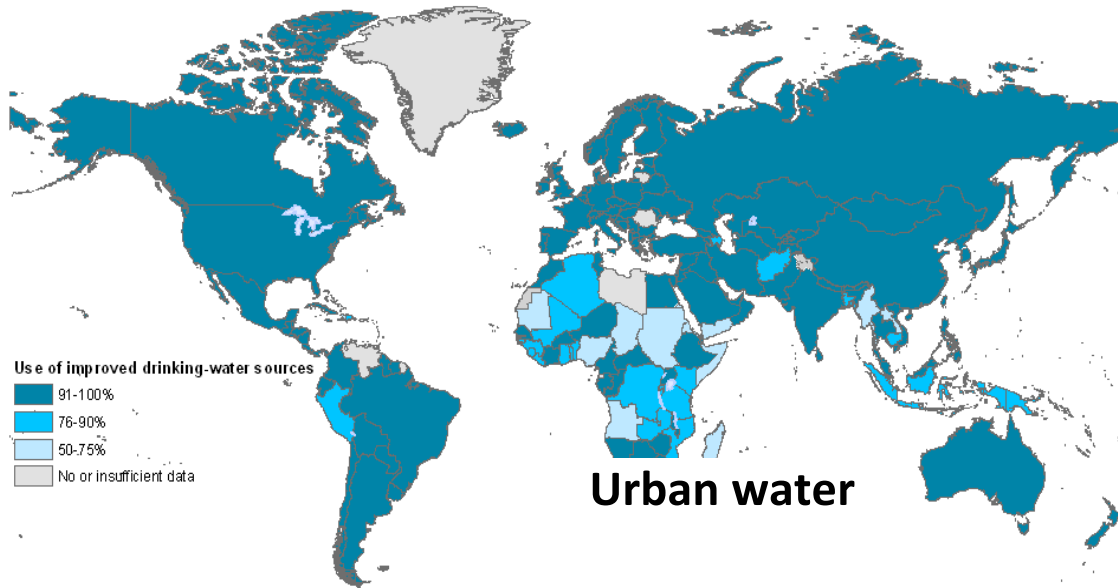 Use of improved drinking-water sources
91-100%
76-90%
50-75%
No or insufficient data
Urban water